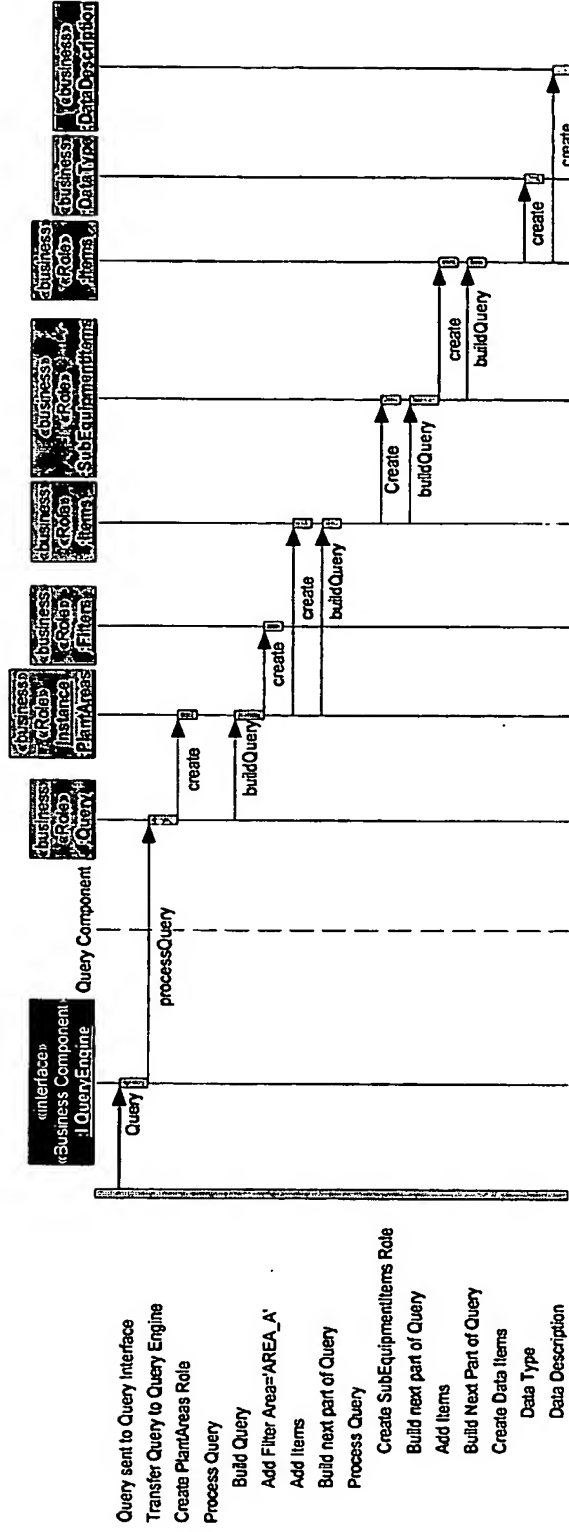 «interface»
«Business Component»
:I QueryEngine
Query Component
«business»
«Role»
:Query
«business»
«Role»
Instance
:PlantAreas
«business»
«Role»
:Filters
«business»
«Role»
:Items
«business»
«Role»
:SubEquipmentItems
«business»
«Role»
:Items
«business»
:DataType
«business»
:DataDescription
Query sent to Query Interface
Query
Transfer Query to Query Engine
processQuery
Create PlantAreas Role
create
Process Query
Build Query
buildQuery
Add Filter Area='AREA_A'
create
Add Items
create
Build next part of Query
buildQuery
Process Query
Create SubEquipmentItems Role
Create
Build next part of Query
buildQuery
Add Items
create
Build Next Part of Query
buildQuery
Create Data Items
Data Type
create
Data Description
create